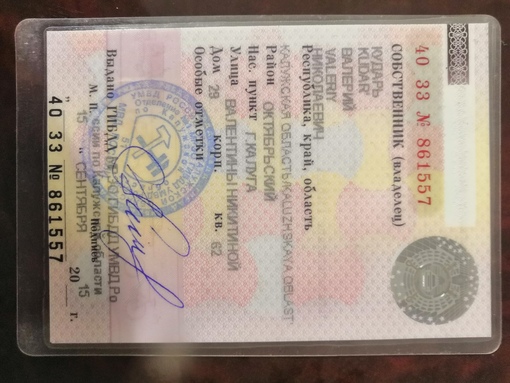 40 33 № 861557
СОБСТВЕННИК (владелец)
КУДАРЬ
KUDAR
ВАЛЕРИЙ
VALERIY
НИКОЛАЕВИЧ
Республика, край, область
КАЛУЖСКАЯ ОБЛАСТЬ/KALUZHSKAYA OBLAST
Район ОКТЯБРЬСКИЙ
Нас. пункт Г.КАЛУГА
Улица ВАЛЕНТИНЫ НИКИТИНОЙ
Дом 29 корп. кв. 62
Особые отметки
Выдано ГИБДД
М. П. Подпись
" 15 " СЕНТЯБРЯ 20 15 г.
40 33 № 861557